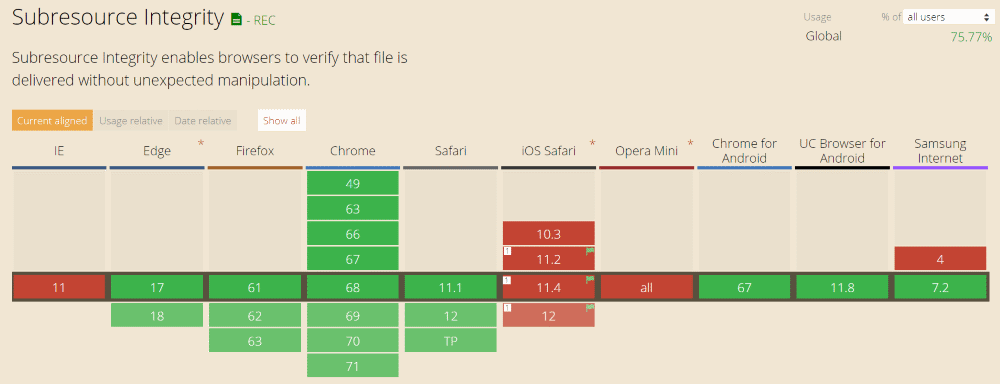 Subresource Integrity - REC
Usage % of all users
Global 75.77%
Subresource Integrity enables browsers to verify that file is
delivered without unexpected manipulation.
Current aligned Usage relative Date relative Show all
IE Edge * Firefox Chrome Safari iOS Safari * Opera Mini * Chrome for Android UC Browser for Android Samsung Internet
49
63
66 10.3
67 1 11.2 4
11 17 61 68 11.1 1 11.4 all 67 11.8 7.2
18 62 69 12 1 12
63 70 TP
71